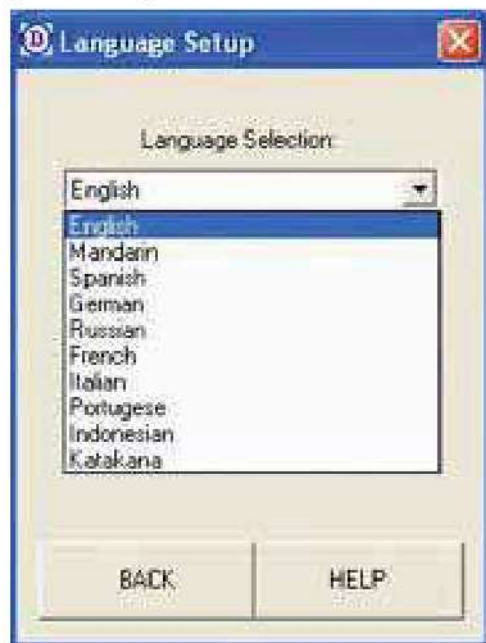 Language Setup
Language Selection:
English
English
Mandarin
Spanish
German
Russian
French
Italian
Portugese
Indonesian
Katakana
BACK HELP